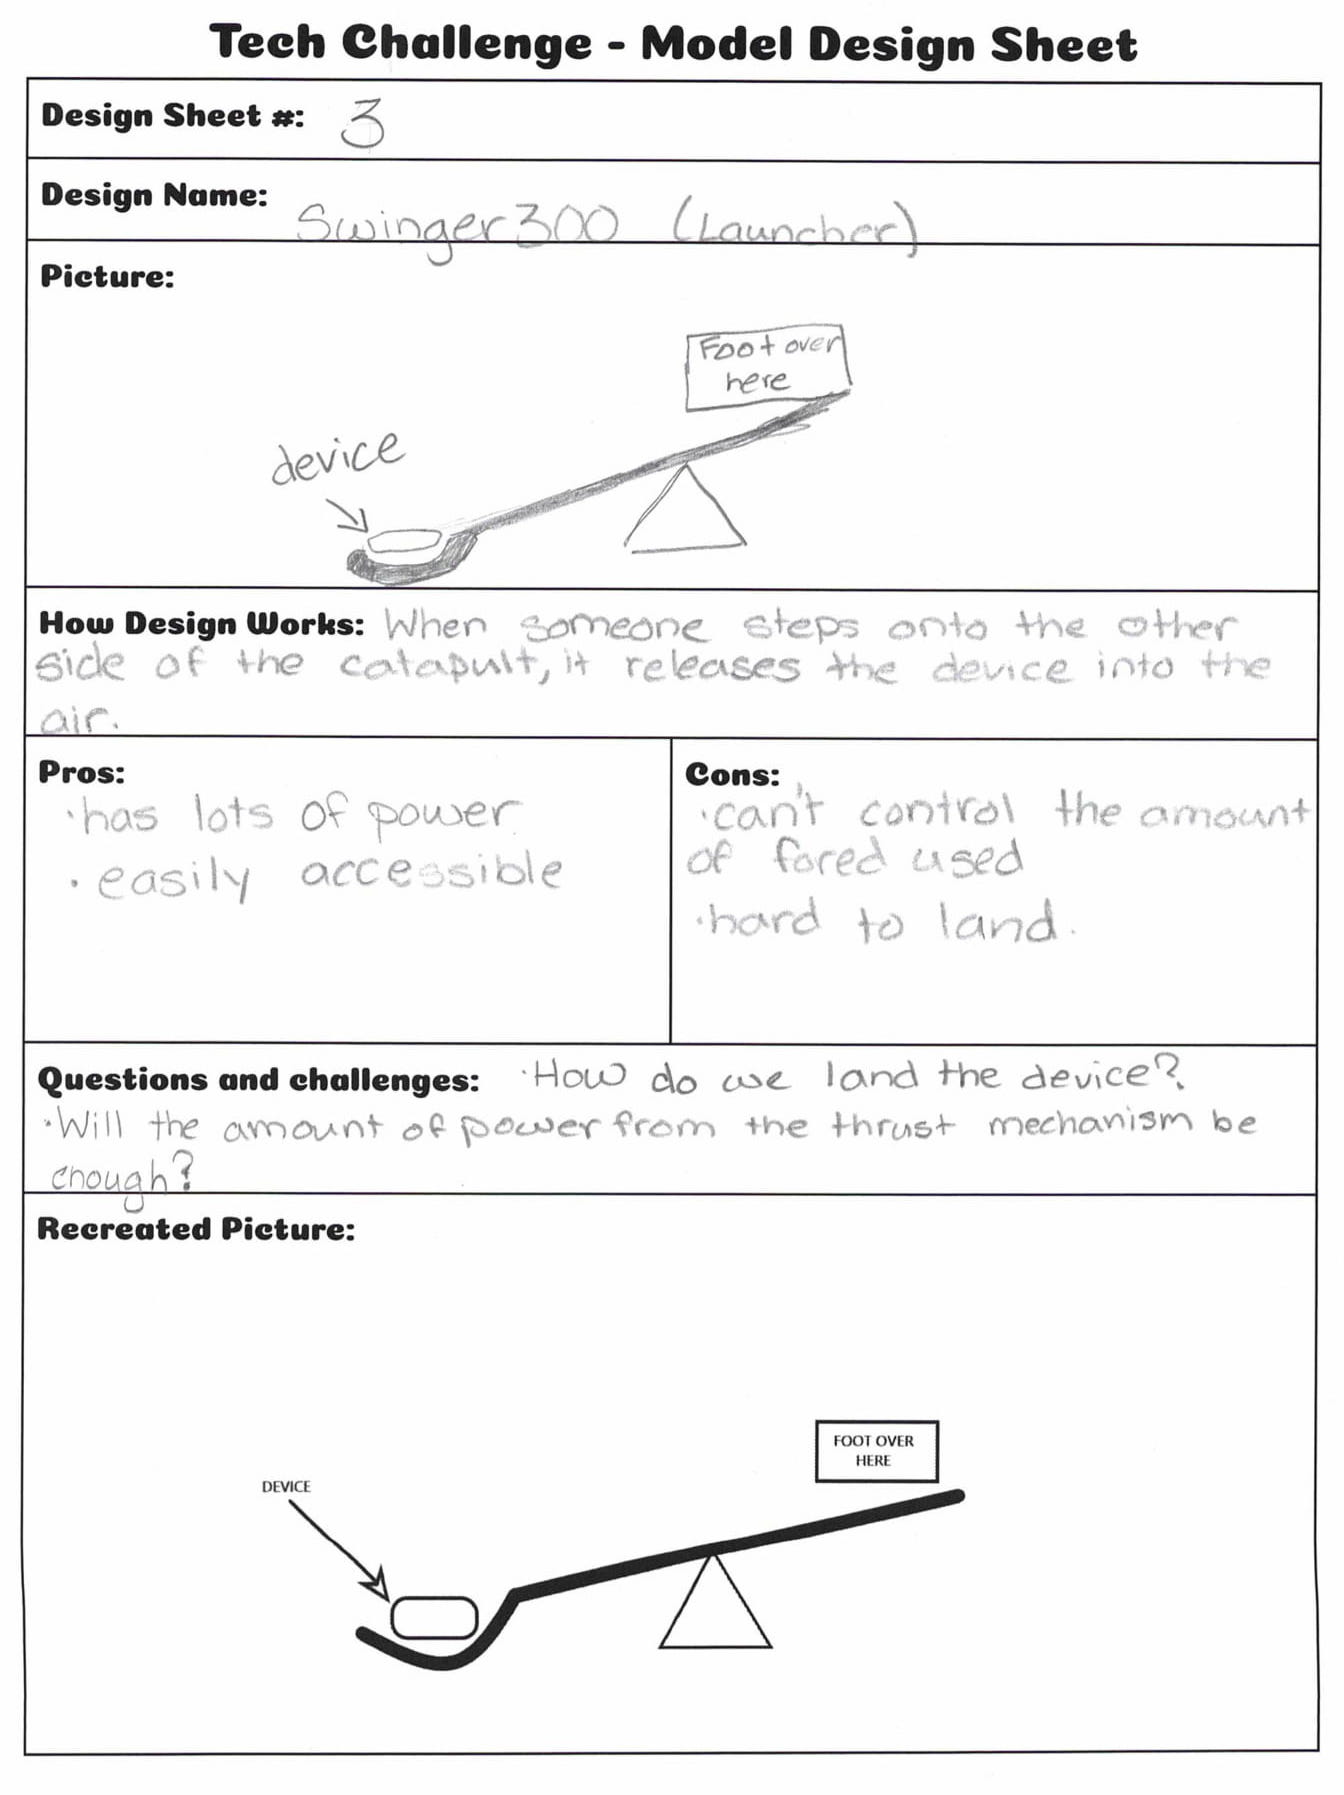 Tech Challenge - Model Design Sheet
Design Sheet #: 3
Design Name: Swinger300 (Launcher)
Picture:
Foot over
here
device
How Design Works: When someone steps onto the other
side of the catapult, it releases the device into the
air.
Pros:
·has lots of power
·easily accessible
Cons:
·can't control the amount
of fored used
·hard to land.
Questions and challenges: ·How do we land the device?
·Will the amount of power from the thrust mechanism be
enough?
Recreated Picture:
FOOT OVER
HERE
DEVICE